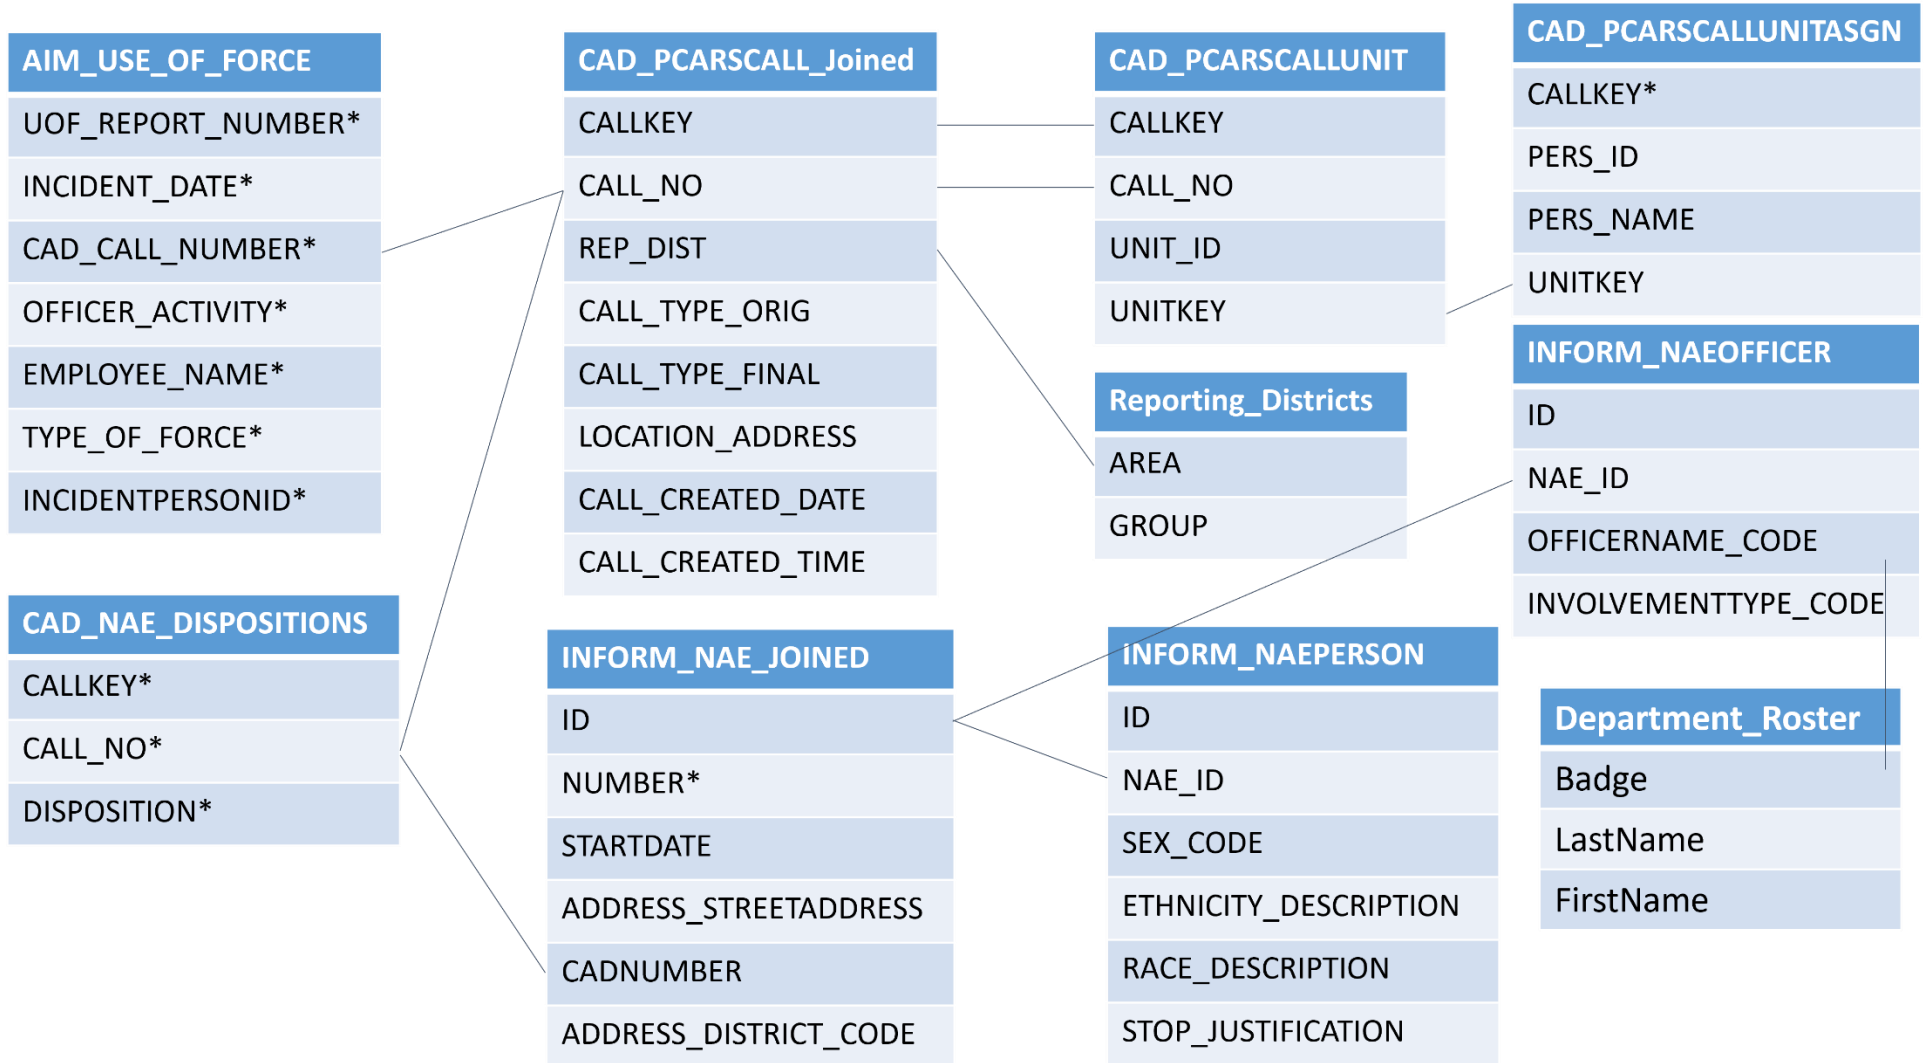 AIM_USE_OF_FORCE
UOF_REPORT_NUMBER*
INCIDENT_DATE*
CAD_CALL_NUMBER*
OFFICER_ACTIVITY*
EMPLOYEE_NAME*
TYPE_OF_FORCE*
INCIDENTPERSONID*
CAD_NAE_DISPOSITIONS
CALLKEY*
CALL_NO*
DISPOSITION*
CAD_PCARSCALL_Joined
CALLKEY
CALL_NO
REP_DIST
CALL_TYPE_ORIG
CALL_TYPE_FINAL
LOCATION_ADDRESS
CALL_CREATED_DATE
CALL_CREATED_TIME
INFORM_NAE_JOINED
ID
NUMBER*
STARTDATE
ADDRESS_STREETADDRESS
CADNUMBER
ADDRESS_DISTRICT_CODE
CAD_PCARSCALLUNIT
CALLKEY
CALL_NO
UNIT_ID
UNITKEY
Reporting_Districts
AREA
GROUP
INFORM_NAEPERSON
ID
NAE_ID
SEX_CODE
ETHNICITY_DESCRIPTION
RACE_DESCRIPTION
STOP_JUSTIFICATION
CAD_PCARSCALLUNITASGN
CALLKEY*
PERS_ID
PERS_NAME
UNITKEY
INFORM_NAEOFFICER
ID
NAE_ID
OFFICERNAME_CODE
INVOLVEMENTTYPE_CODE
Department_Roster
Badge
LastName
FirstName